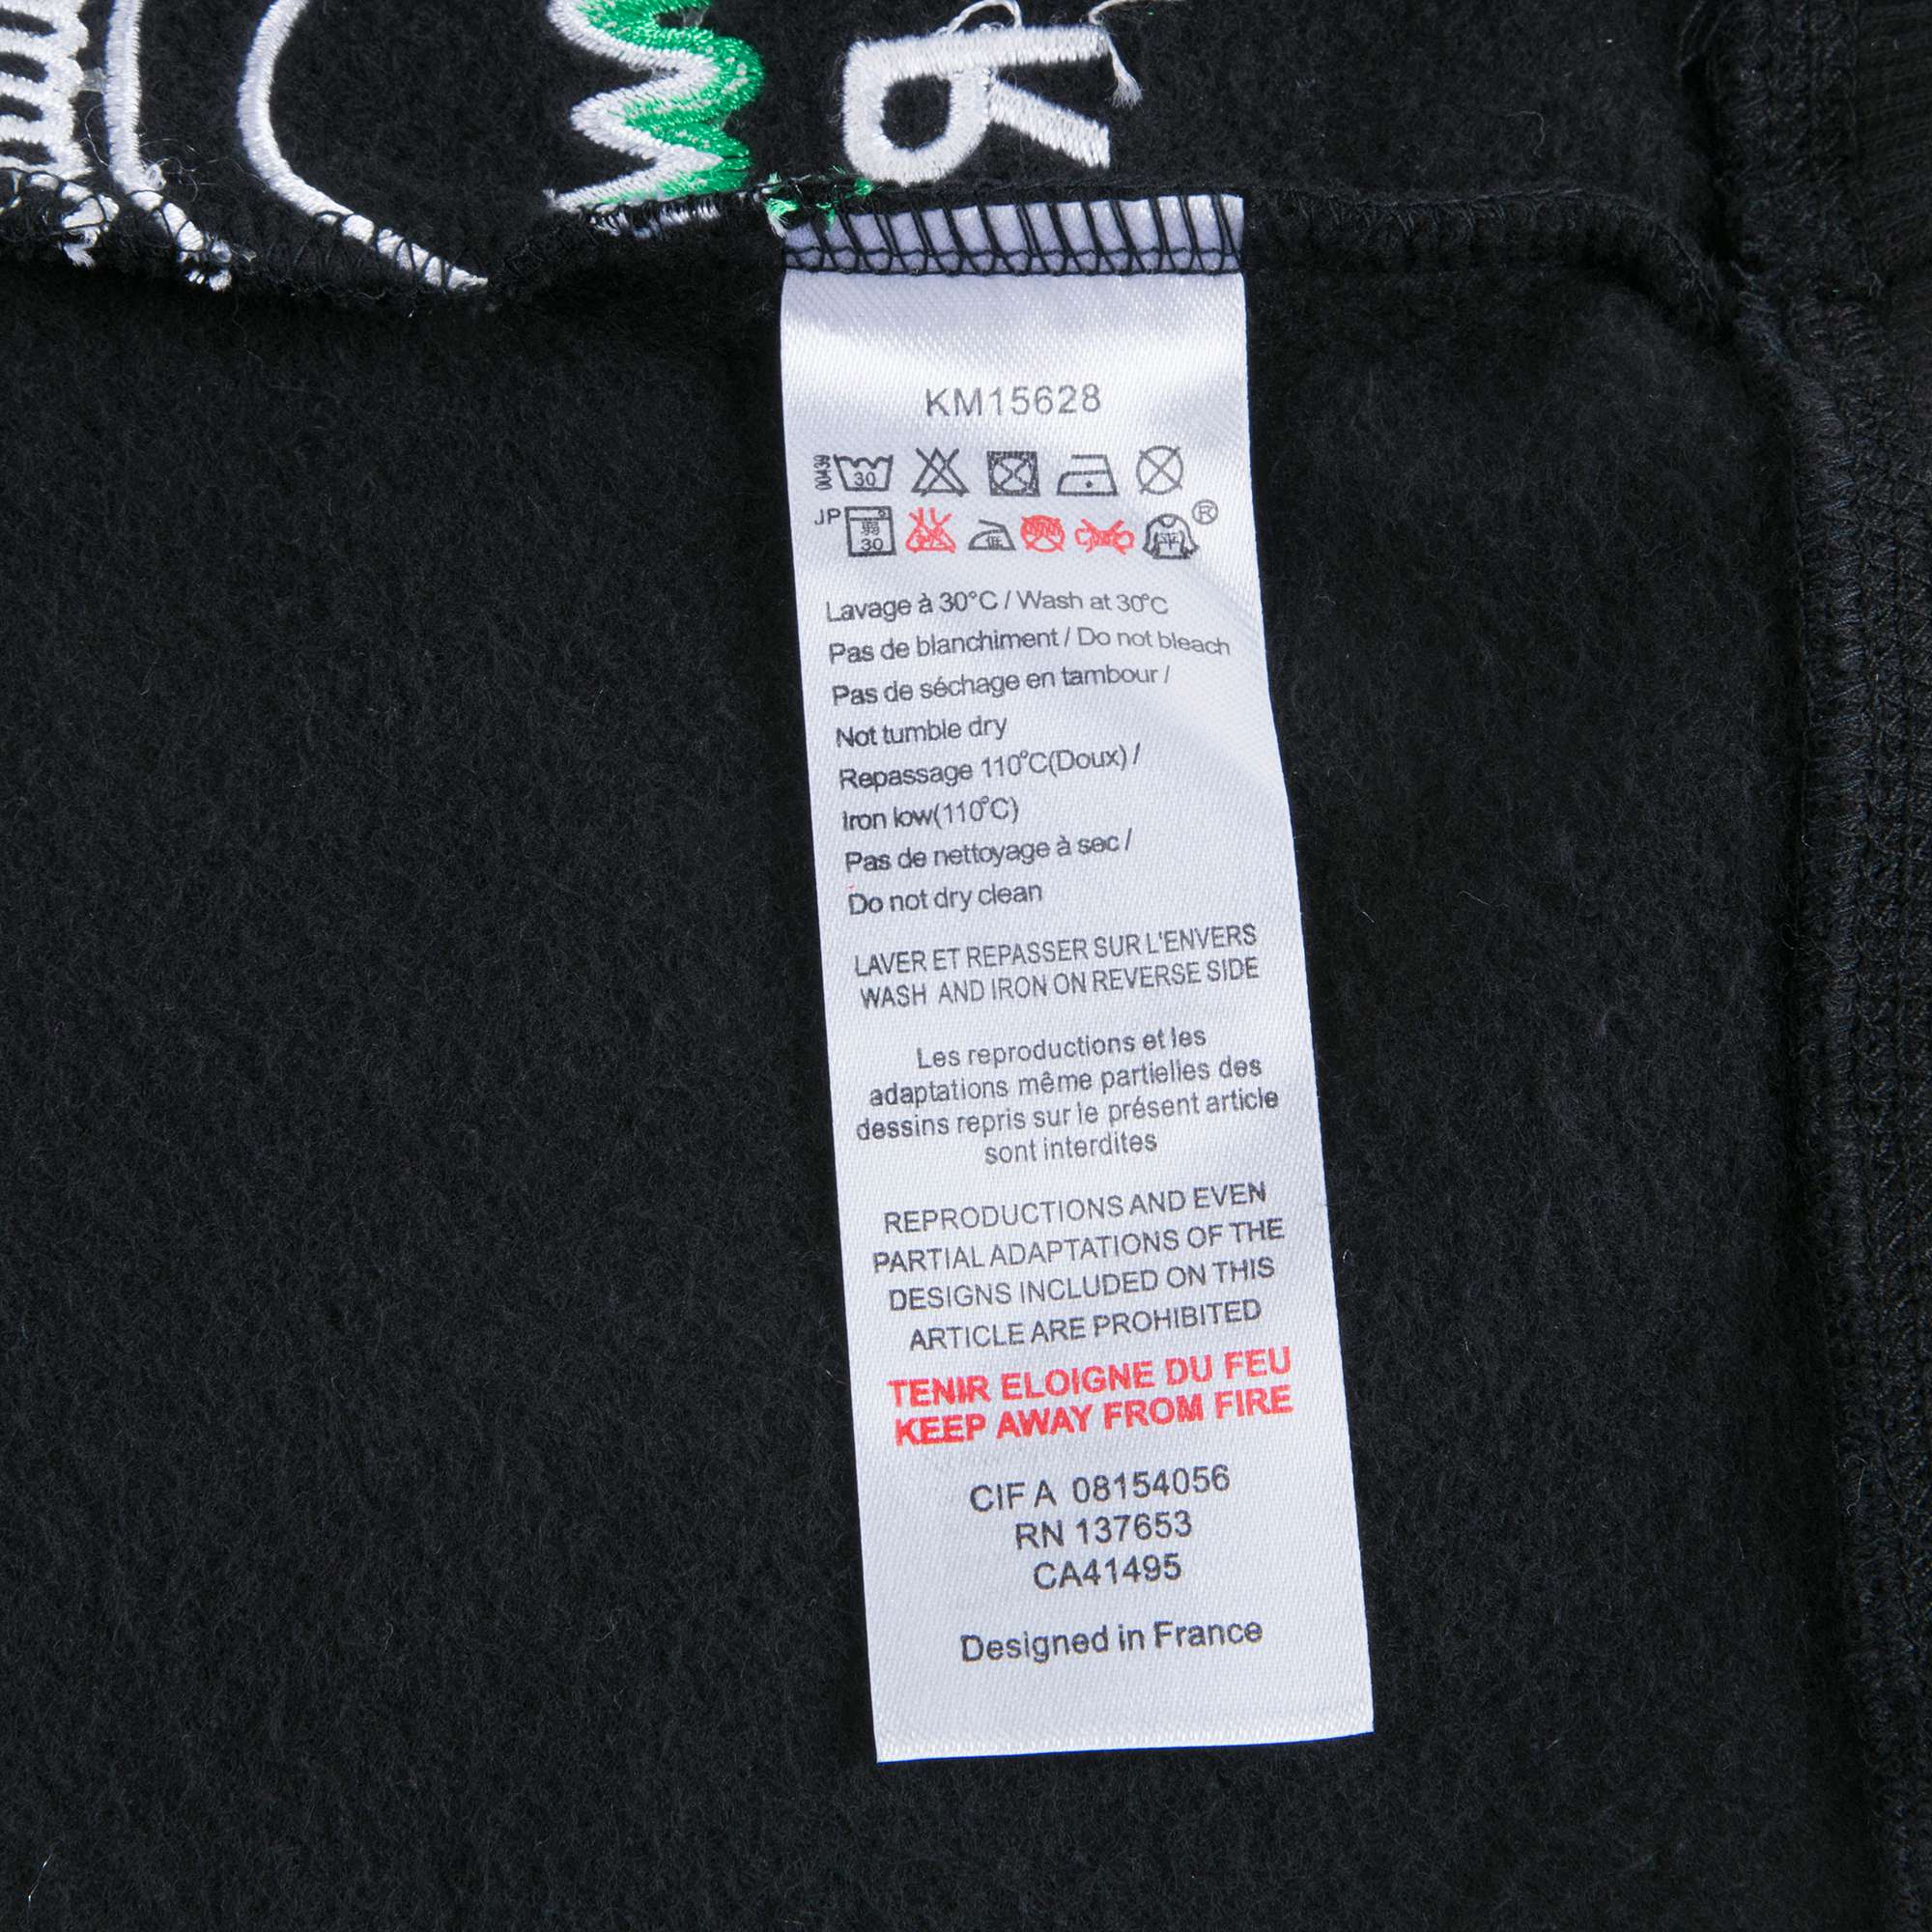 R
KM15628
00439 30
JP 30 ®
Lavage à 30°C / Wash at 30°C
Pas de blanchiment / Do not bleach
Pas de séchage en tambour /
Not tumble dry
Repassage 110°C(Doux) /
Iron low(110°C)
Pas de nettoyage à sec /
Do not dry clean
LAVER ET REPASSER SUR L'ENVERS
WASH AND IRON ON REVERSE SIDE
Les reproductions et les
adaptations même partielles des
dessins repris sur le présent article
sont interdites
REPRODUCTIONS AND EVEN
PARTIAL ADAPTATIONS OF THE
DESIGNS INCLUDED ON THIS
ARTICLE ARE PROHIBITED
TENIR ELOIGNE DU FEU
KEEP AWAY FROM FIRE
CIF A 08154056
RN 137653
CA41495
Designed in France